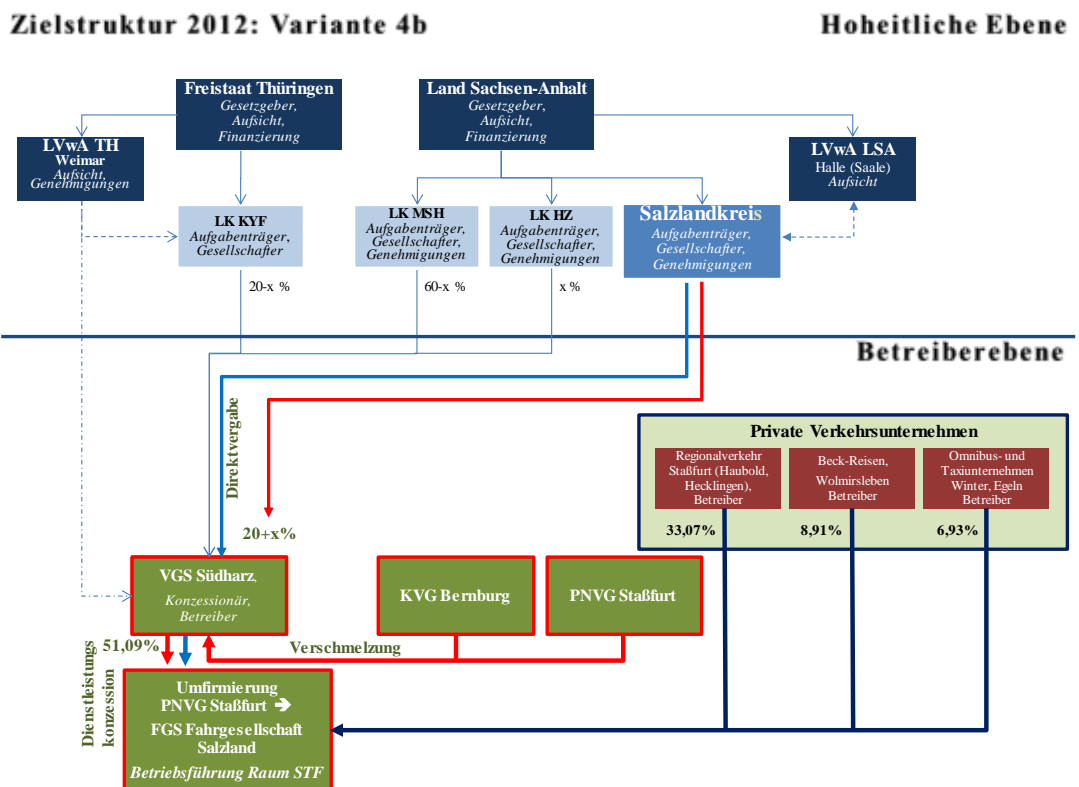 Zielstruktur 2012: Variante 4b
Hoheitliche Ebene
Freistaat Thüringen
Gesetzgeber,
Aufsicht,
Finanzierung
Land Sachsen-Anhalt
Gesetzgeber,
Aufsicht,
Finanzierung
LVwA TH
Weimar
Aufsicht,
Genehmigungen
LVwA LSA
Halle (Saale)
Aufsicht
LK KYF
Aufgabenträger,
Gesellschafter
LK MSH
Aufgabenträger,
Gesellschafter,
Genehmigungen
LK HZ
Aufgabenträger,
Gesellschafter,
Genehmigungen
Salzlandkreis
Aufgabenträger,
Gesellschafter,
Genehmigungen
20-x %
60-x %
x %
Betreiberebene
Direktvergabe
20+x%
Private Verkehrsunternehmen
Regionalverkehr
Staßfurt (Haubold,
Hecklingen),
Betreiber
Beck-Reisen,
Wolmirsleben
Betreiber
Omnibus- und
Taxiunternehmen
Winter, Egeln
Betreiber
33,07%
8,91%
6,93%
VGS Südharz,
Konzessionär,
Betreiber
KVG Bernburg
PNVG Staßfurt
51,09%
Verschmelzung
Dienstleistungs
konzession
Umfirmierung
PNVG Staßfurt ➔
FGS Fahrgesellschaft
Salzland
Betriebsführung Raum STF